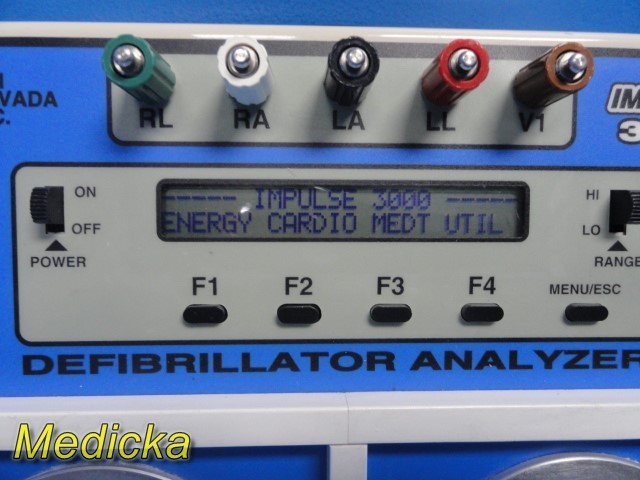 VADA
C.
RL RA LA LL V1
IM
3
ON
OFF
POWER
----- IMPULSE 3000 -----
ENERGY CARDIO MEDT UTIL
HI
LO
RANGE
F1 F2 F3 F4 MENU/ESC
DEFIBRILLATOR ANALYZER
Medicka